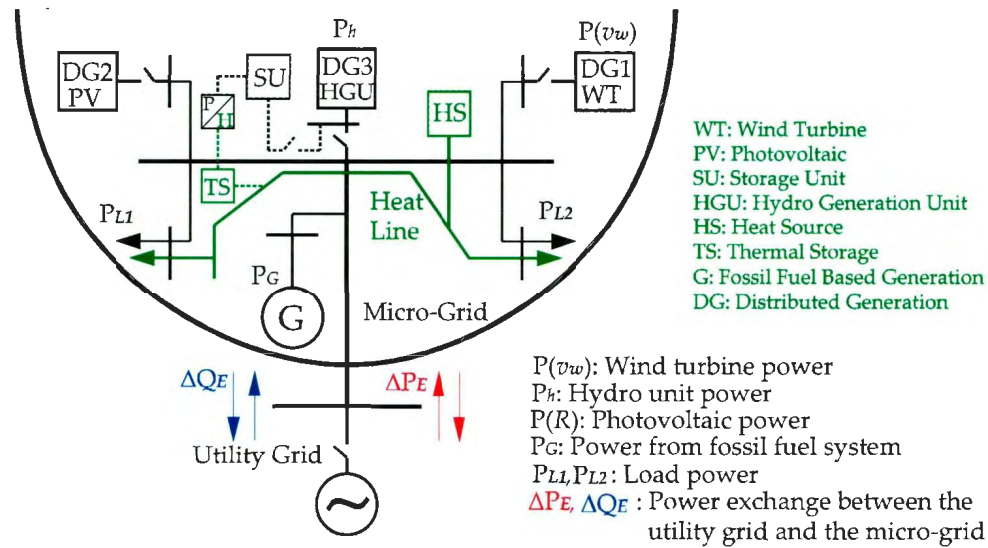 Ph
P(vw)
DG2
PV
SU
DG3
HGU
DG1
WT
P
H
HS
TS
Heat
Line
PL1
PL2
PG
G
Micro-Grid
ΔQE
ΔPE
Utility Grid
~
WT: Wind Turbine
PV: Photovoltaic
SU: Storage Unit
HGU: Hydro Generation Unit
HS: Heat Source
TS: Thermal Storage
G: Fossil Fuel Based Generation
DG: Distributed Generation
P(vw): Wind turbine power
Ph: Hydro unit power
P(R): Photovoltaic power
PG: Power from fossil fuel system
PL1,PL2 : Load power
ΔPE, ΔQE : Power exchange between the
utility grid and the micro-grid